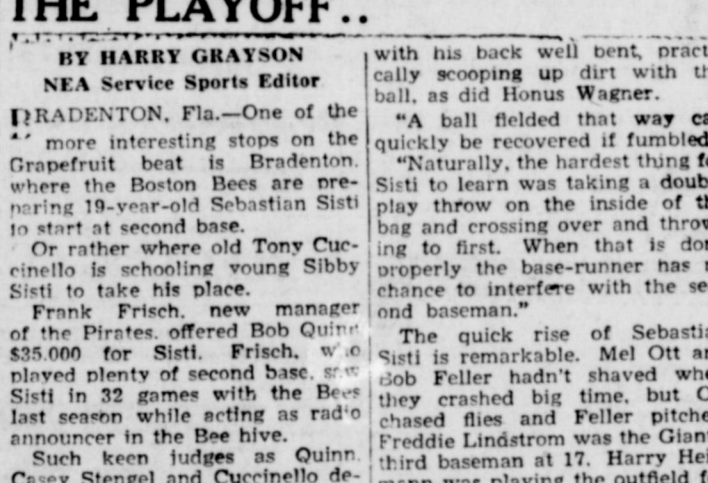 THE PLAYOFF..
BY HARRY GRAYSON
NEA Service Sports Editor
BRADENTON, Fla.—One of the
more interesting stops on the
Grapefruit beat is Bradenton.
where the Boston Bees are pre-
paring 19-year-old Sebastian Sisti
to start at second base.
Or rather where old Tony Cuc-
cinello is schooling young Sibby
Sisti to take his place.
Frank Frisch, new manager
of the Pirates, offered Bob Quinn
$35.000 for Sisti. Frisch, who
played plenty of second base, saw
Sisti in 32 games with the Bees
last season while acting as radio
announcer in the Bee hive.
Such keen judges as Quinn,
Casey Stengel and Cuccinello de-
with his back well bent, pract
cally scooping up dirt with t
ball, as did Honus Wagner.
"A ball fielded that way ca
quickly be recovered if fumbled
"Naturally, the hardest thing f
Sisti to learn was taking a doub
play throw on the inside of t
bag and crossing over and throw
ing to first. When that is do
properly the base-runner has
chance to interfere with the se
ond baseman."
The quick rise of Sebastia
Sisti is remarkable. Mel Ott a
Bob Feller hadn't shaved whe
they crashed big time, but O
chased flies and Feller pitche
Freddie Lindstrom was the Gian
third baseman at 17. Harry Hei
mann was playing the outfield f